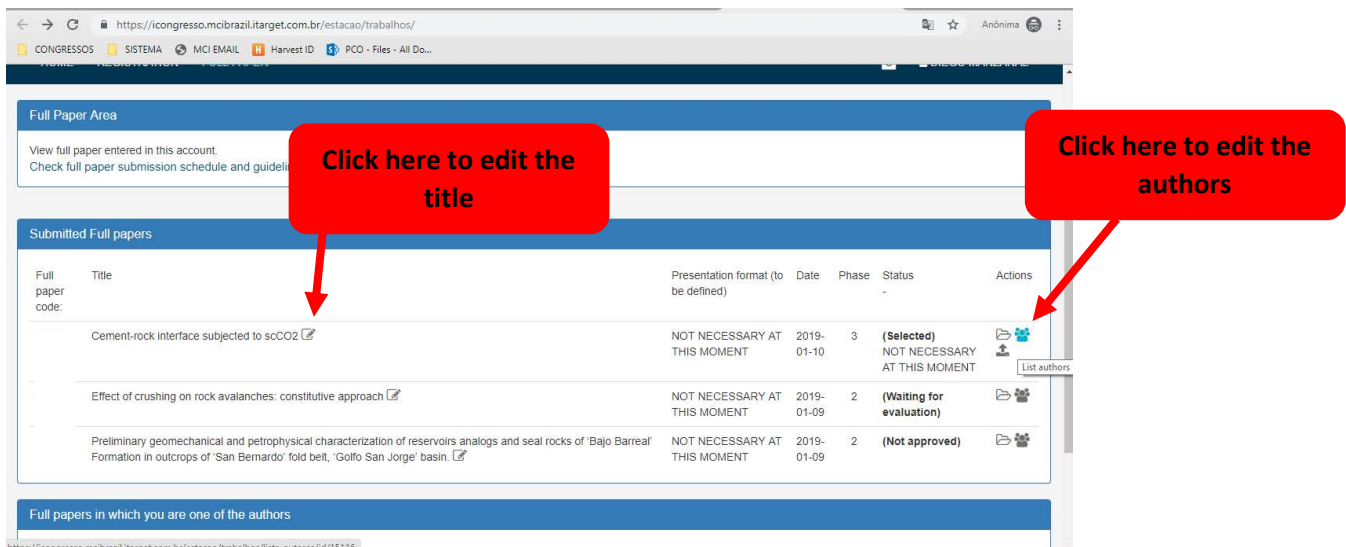 https://icongresso.mcibrazil.itarget.com.br/estacao/trabalhos/
Anônima
CONGRESSOS SISTEMA MCI EMAIL H Harvest ID PCO - Files - All Do...
Full Paper Area
View full paper entered in this account.
Check full paper submission schedule and guideli
Click here to edit the
title
Click here to edit the
authors
Submitted Full papers
Full Title Presentation format (to Date Phase Status Actions
paper be defined) -
code:
Cement-rock interface subjected to scCO2 NOT NECESSARY AT 2019- 3 (Selected)
THIS MOMENT 01-10 NOT NECESSARY
AT THIS MOMENT List authors
Effect of crushing on rock avalanches: constitutive approach NOT NECESSARY AT 2019- 2 (Waiting for
THIS MOMENT 01-09 evaluation)
Preliminary geomechanical and petrophysical characterization of reservoirs analogs and seal rocks of 'Bajo Barreal' NOT NECESSARY AT 2019- 2 (Not approved)
Formation in outcrops of 'San Bernardo' fold belt, 'Golfo San Jorge' basin. THIS MOMENT 01-09
Full papers in which you are one of the authors